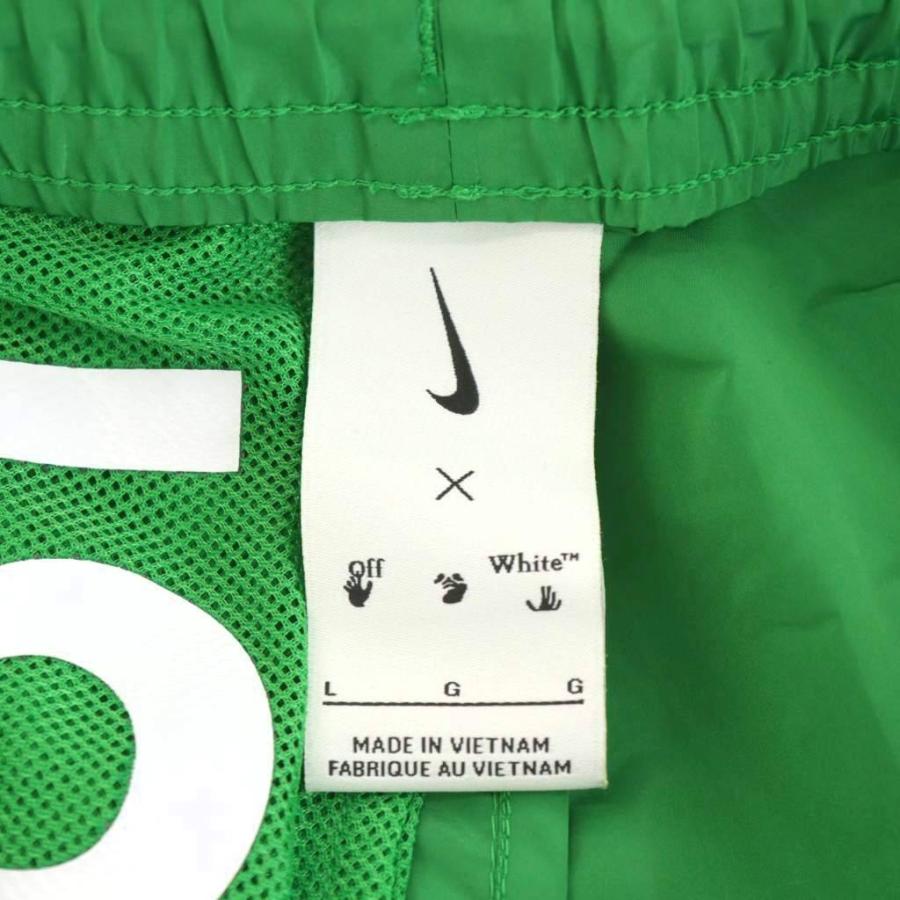 ×
Off White™
L G G
MADE IN VIETNAM
FABRIQUE AU VIETNAM